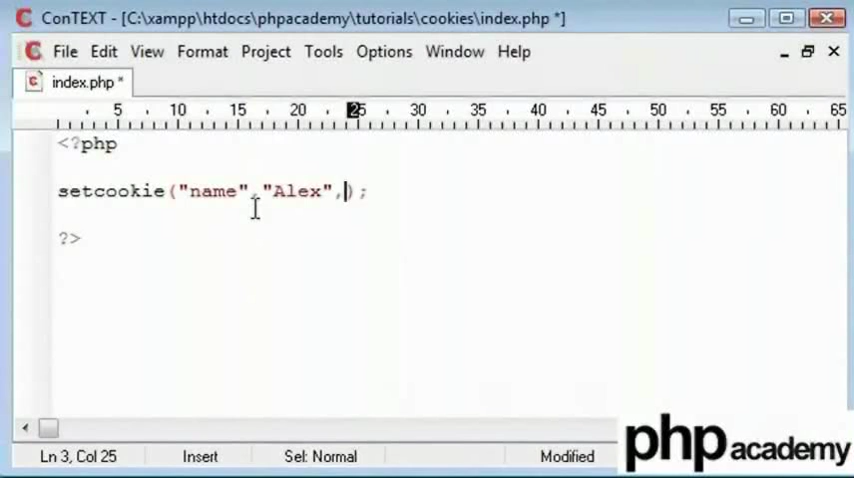 ConTEXT - [C:\xampp\htdocs\phpacademy\tutorials\cookies\index.php *]
File Edit View Format Project Tools Options Window Help
index.php *
5 10 15 20 25 30 35 40 45 50 55 60 65
<?php
setcookie("name","Alex",);
?>
Ln 3, Col 25 Insert Sel: Normal Modified
php academy